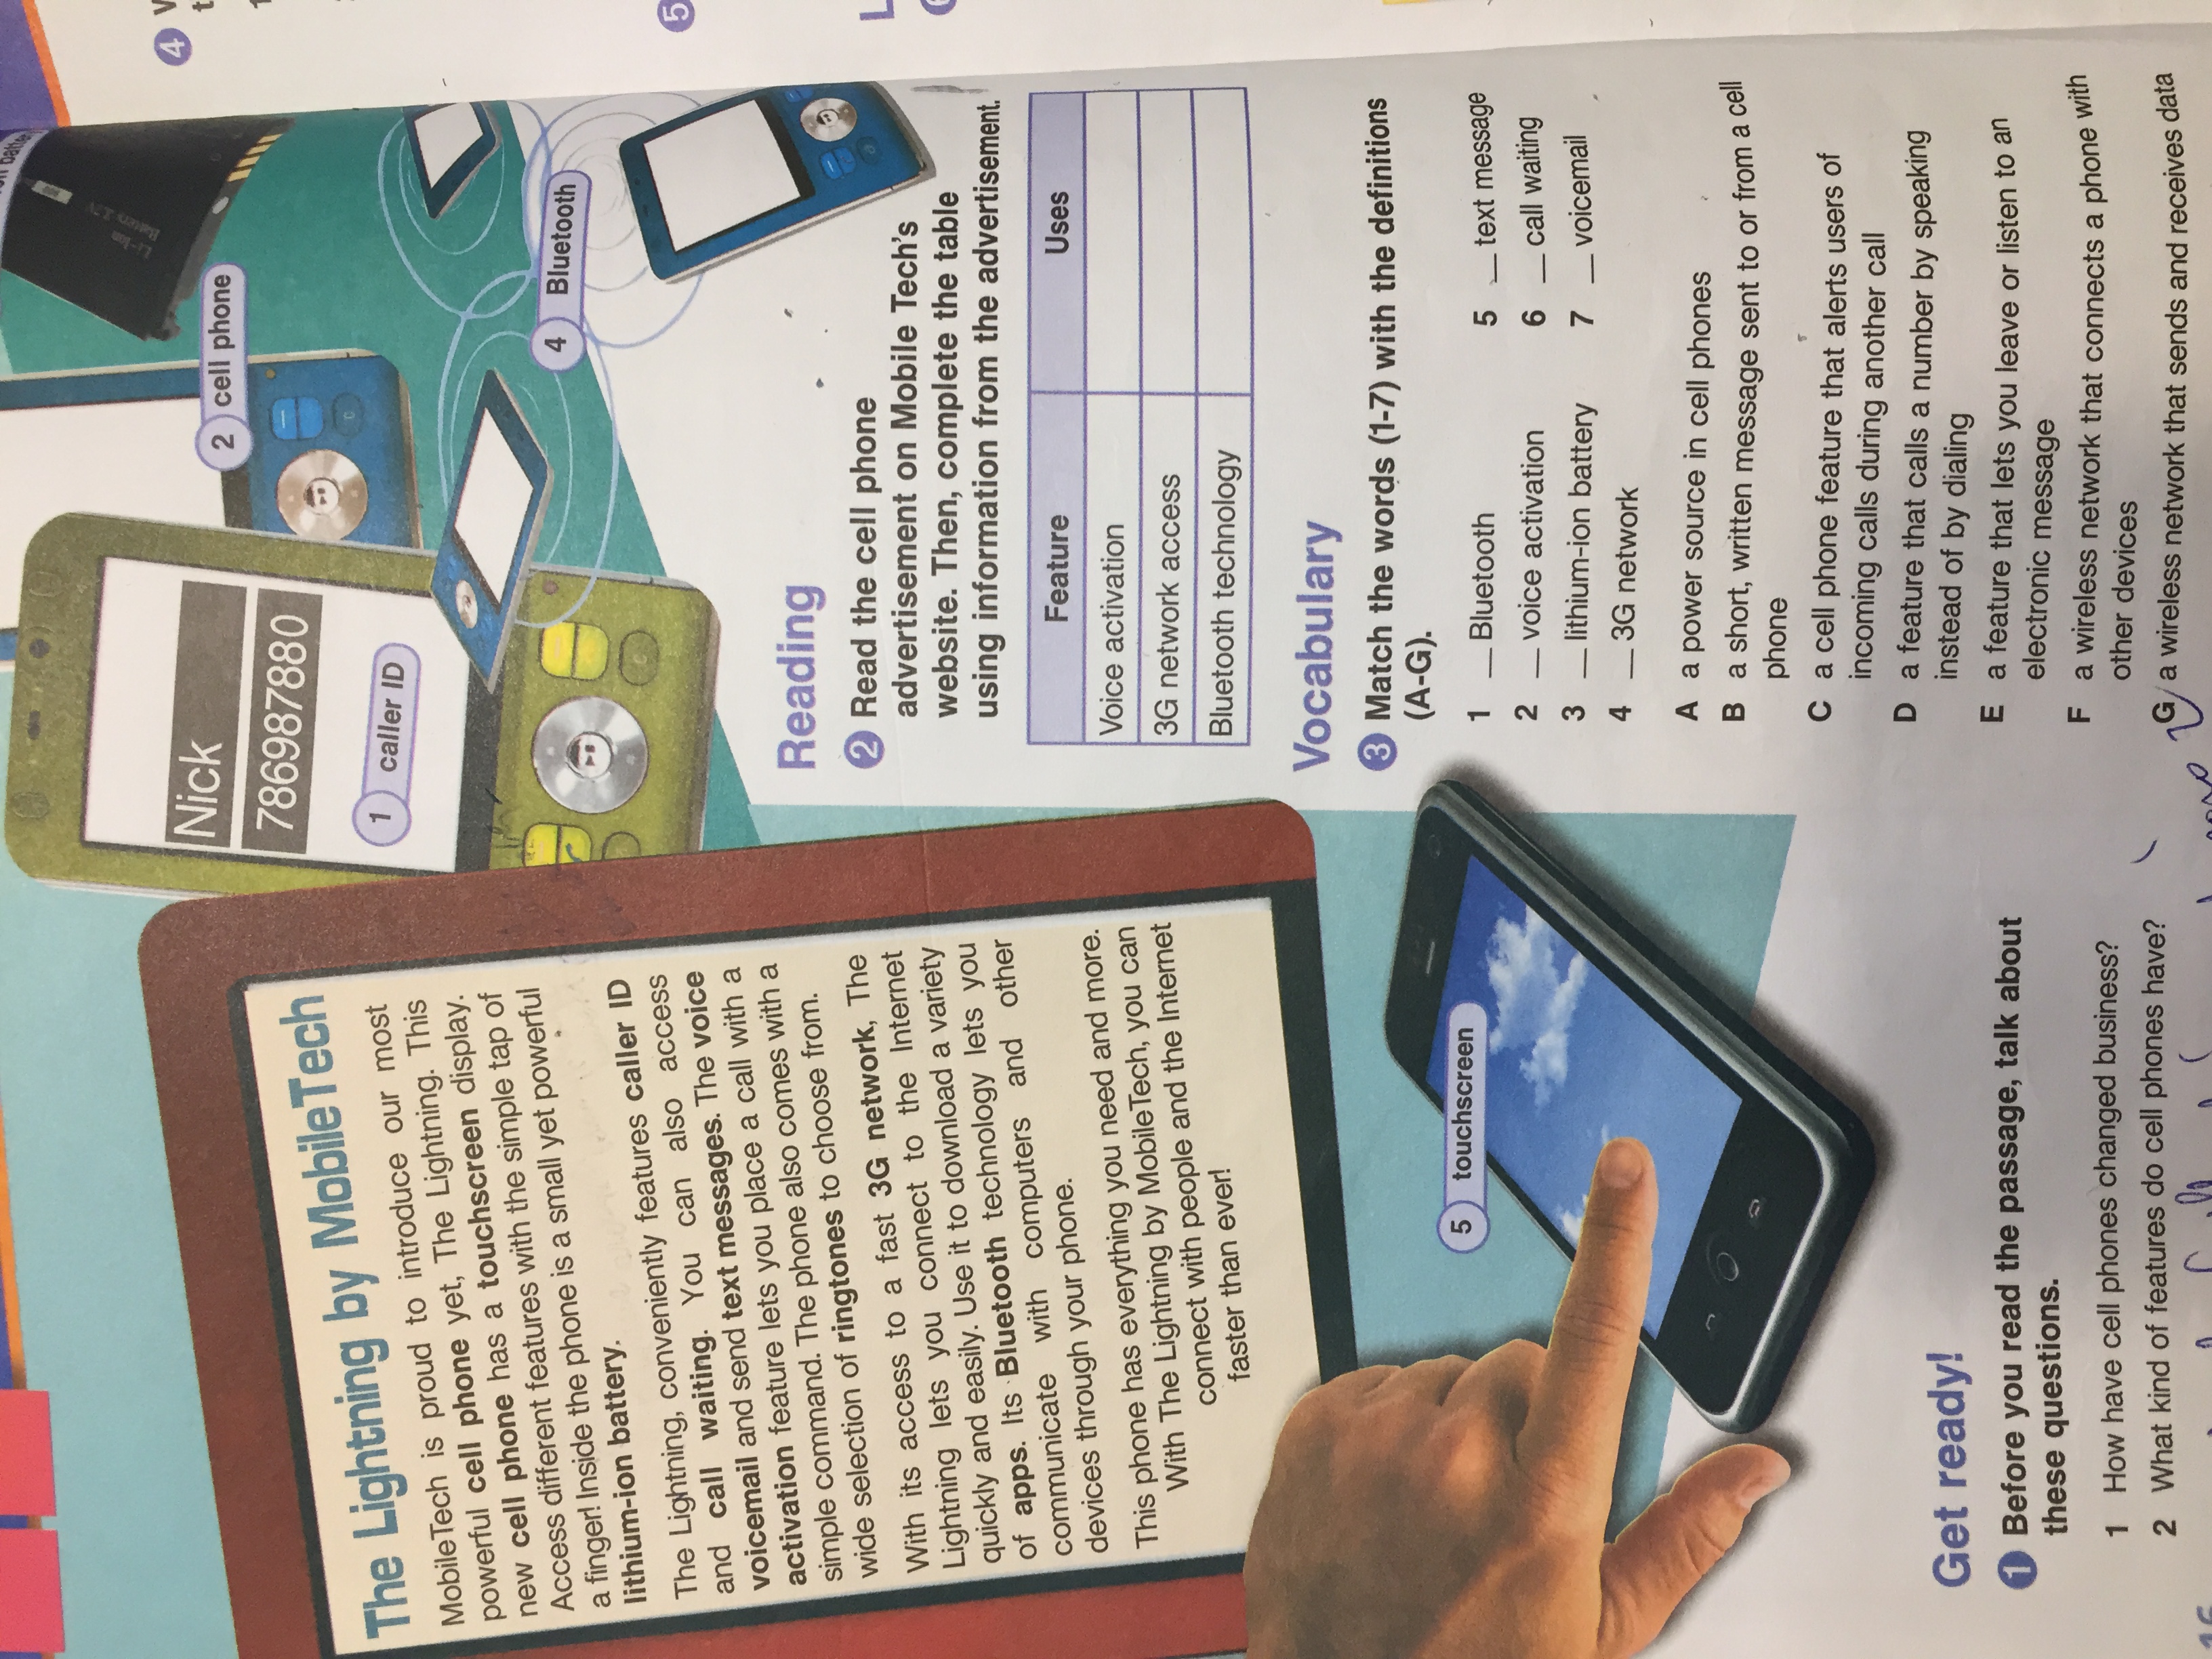 The Lightning by MobileTech
MobileTech is proud to introduce our most
powerful cell phone yet, The Lightning. This
new cell phone has a touchscreen display.
Access different features with the simple tap of
a finger! Inside the phone is a small yet powerful
lithium-ion battery.
The Lightning, conveniently features caller ID
and call waiting. You can also access
voicemail and send text messages. The voice
activation feature lets you place a call with a
simple command. The phone also comes with a
wide selection of ringtones to choose from.
With its access to a fast 3G network, The
Lightning lets you connect to the Internet
quickly and easily. Use it to download a variety
of apps. Its Bluetooth technology lets you
communicate with computers and other
devices through your phone.
This phone has everything you need and more.
With The Lightning by MobileTech, you can
connect with people and the Internet
faster than ever!
5 touchscreen
Get ready!
1 Before you read the passage, talk about
these questions.
1 How have cell phones changed business?
2 What kind of features do cell phones have?
Nick
7869987880
1 caller ID
2 cell phone
Li-Ion
Battery 3.7V
4 Bluetooth
Reading
2 Read the cell phone
advertisement on Mobile Tech's
website. Then, complete the table
using information from the advertisement.
Feature Uses
Voice activation
3G network access
Bluetooth technology
Vocabulary
3 Match the words (1-7) with the definitions
(A-G).
1 __ Bluetooth 5 __ text message
2 __ voice activation 6 __ call waiting
3 __ lithium-ion battery 7 __ voicemail
4 __ 3G network
A a power source in cell phones
B a short, written message sent to or from a cell
phone
C a cell phone feature that alerts users of
incoming calls during another call
D a feature that calls a number by speaking
instead of by dialing
E a feature that lets you leave or listen to an
electronic message
F a wireless network that connects a phone with
other devices
G a wireless network that sends and receives data
4
5